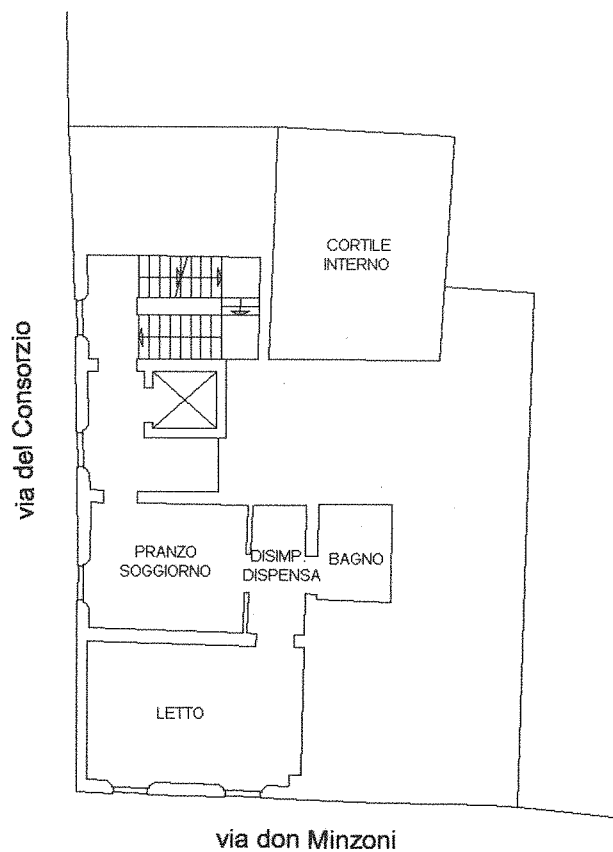 CORTILE
INTERNO
via del Consorzio
PRANZO
SOGGIORNO
DISIMP.
DISPENSA
BAGNO
LETTO
via don Minzoni